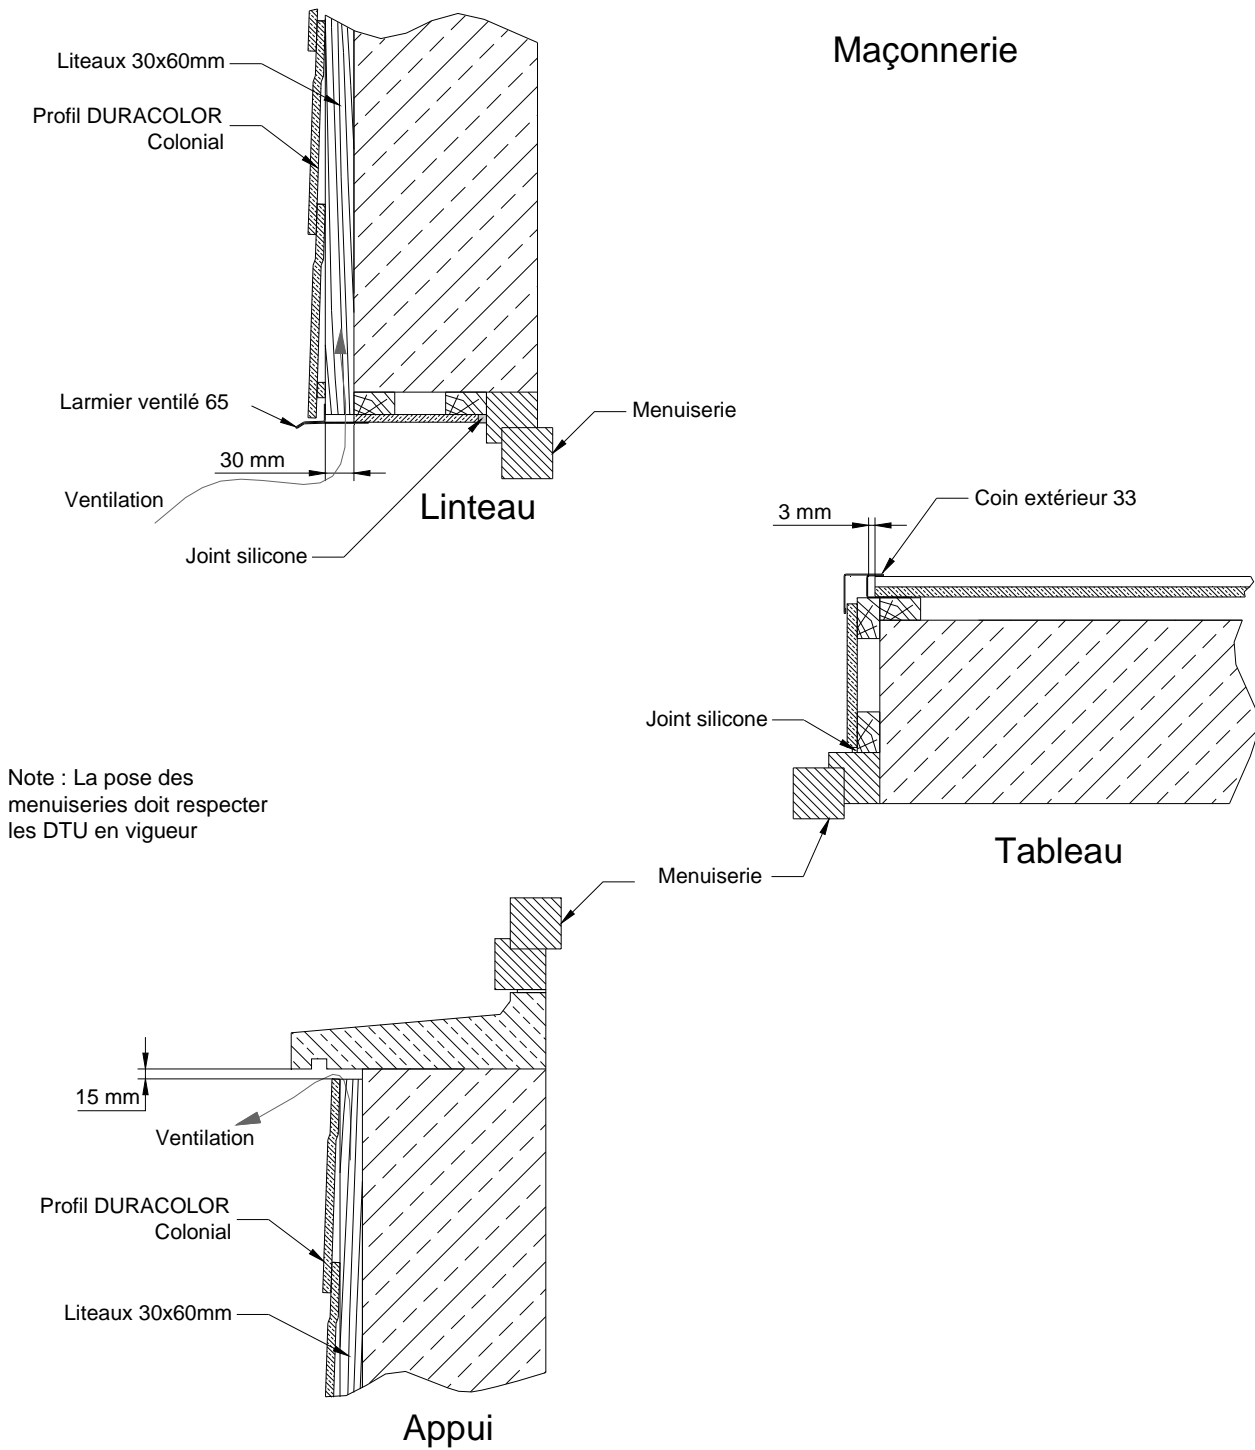 Maçonnerie
Liteaux 30x60mm
Profil DURACOLOR
Colonial
Larmier ventilé 65
Menuiserie
30 mm
Ventilation
Linteau
Joint silicone
Coin extérieur 33
3 mm
Joint silicone
Note : La pose des
menuiseries doit respecter
les DTU en vigueur
Tableau
Menuiserie
15 mm
Ventilation
Profil DURACOLOR
Colonial
Liteaux 30x60mm
Appui